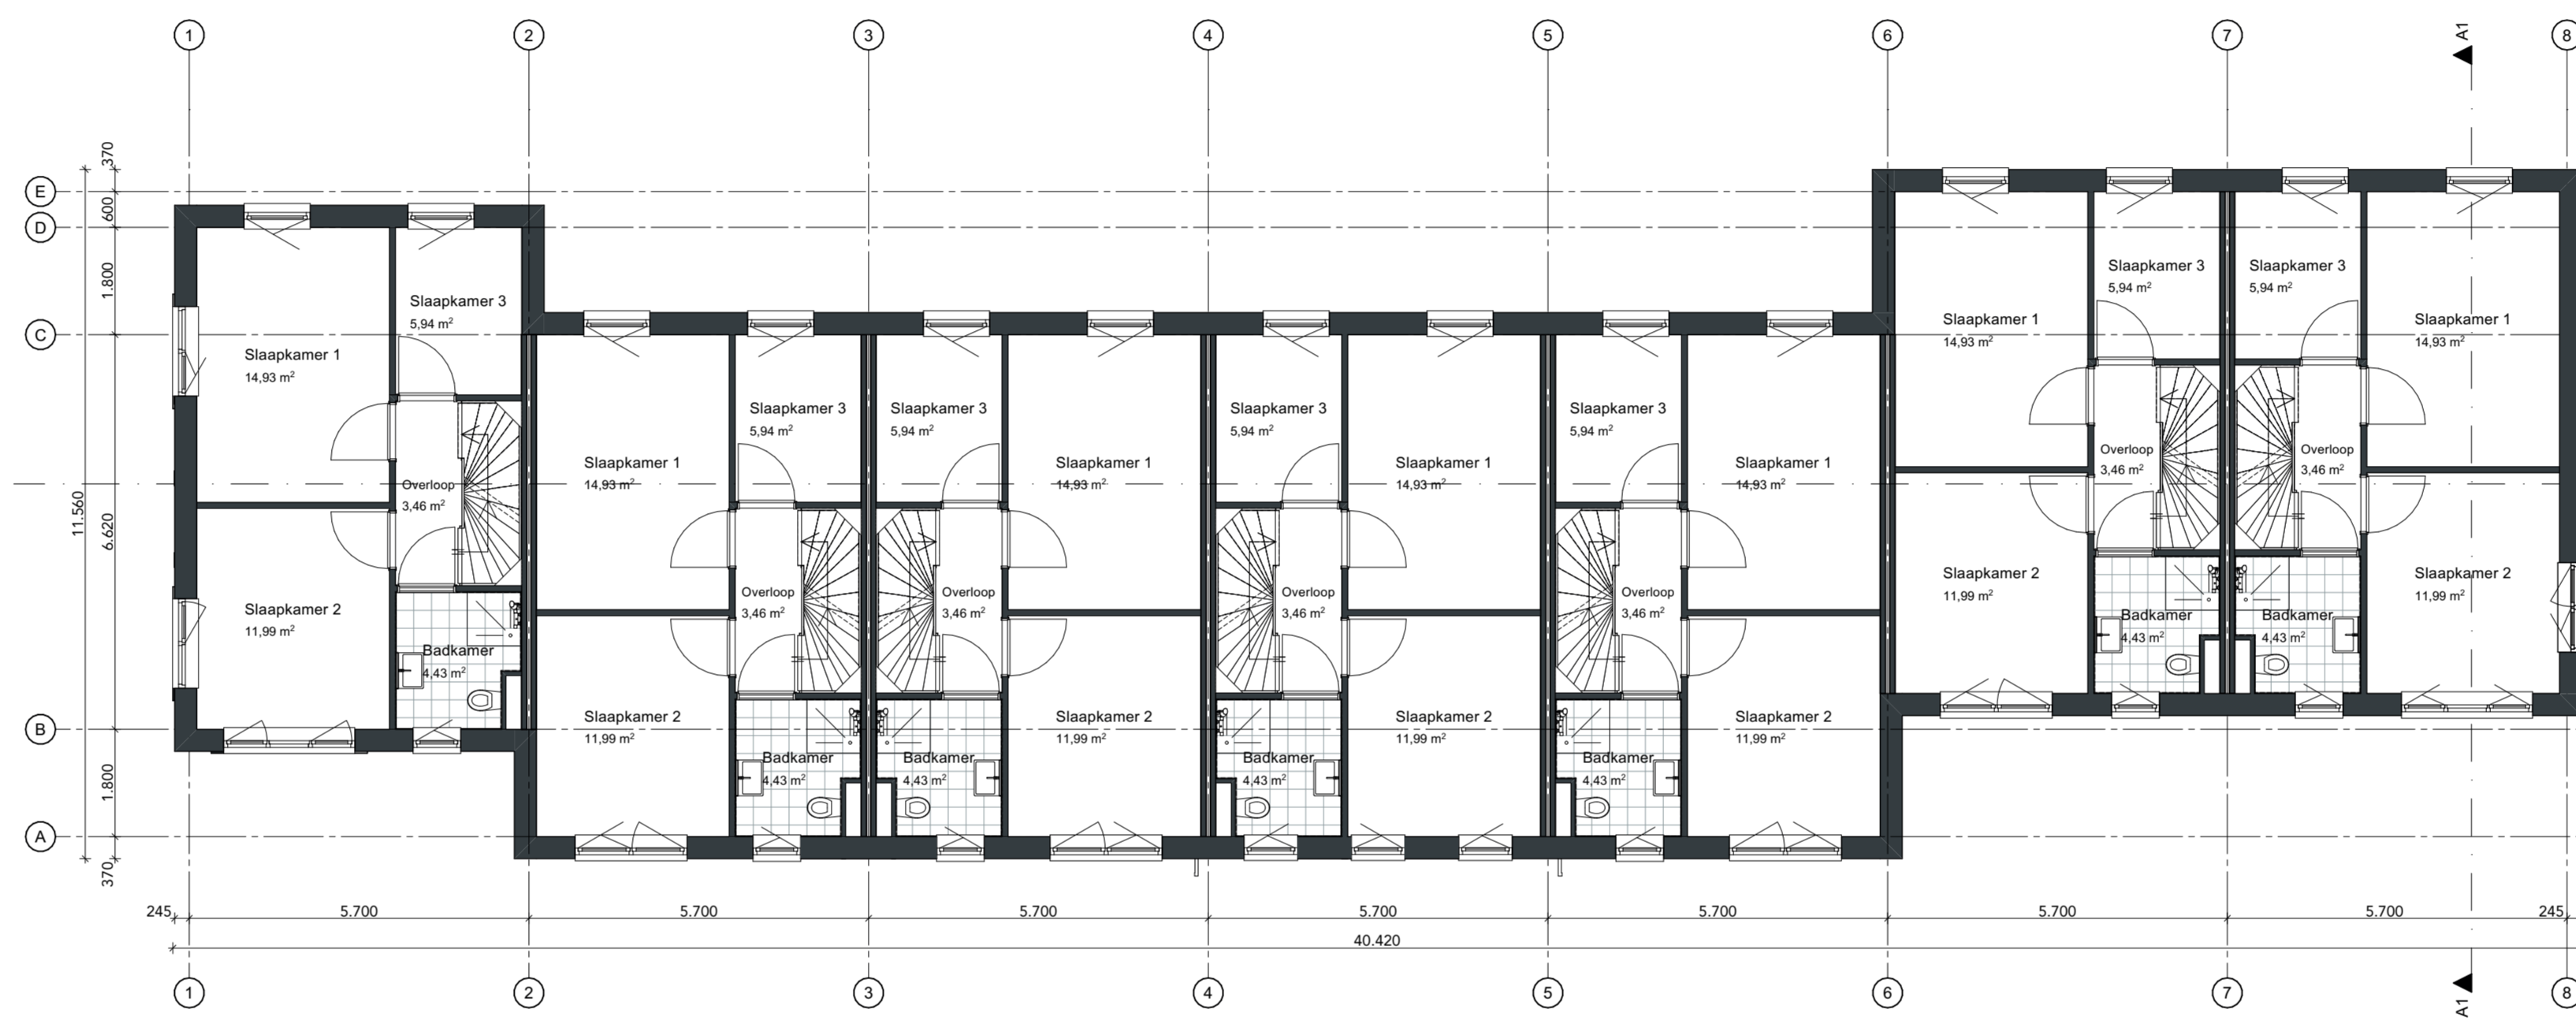 1 2 3 4 5 6 7 8
A1
370
E
600
D
1.800
C
11.560
6.620
B
1.800
A
370
Slaapkamer 1
14,93 m²
Slaapkamer 3
5,94 m²
Overloop
3,46 m²
Slaapkamer 2
11,99 m²
Badkamer
4,43 m²
Slaapkamer 1
14,93 m²
Slaapkamer 3
5,94 m²
Overloop
3,46 m²
Slaapkamer 2
11,99 m²
Badkamer
4,43 m²
Slaapkamer 3
5,94 m²
Slaapkamer 1
14,93 m²
Overloop
3,46 m²
Badkamer
4,43 m²
Slaapkamer 2
11,99 m²
Slaapkamer 3
5,94 m²
Slaapkamer 1
14,93 m²
Overloop
3,46 m²
Badkamer
4,43 m²
Slaapkamer 2
11,99 m²
Slaapkamer 3
5,94 m²
Slaapkamer 1
14,93 m²
Overloop
3,46 m²
Badkamer
4,43 m²
Slaapkamer 2
11,99 m²
Slaapkamer 1
14,93 m²
Slaapkamer 3
5,94 m²
Overloop
3,46 m²
Slaapkamer 2
11,99 m²
Badkamer
4,43 m²
Slaapkamer 3
5,94 m²
Slaapkamer 1
14,93 m²
Overloop
3,46 m²
Badkamer
4,43 m²
Slaapkamer 2
11,99 m²
245 5.700 5.700 5.700 5.700 5.700 5.700 5.700 245
40.420
1 2 3 4 5 6 7 8
A1